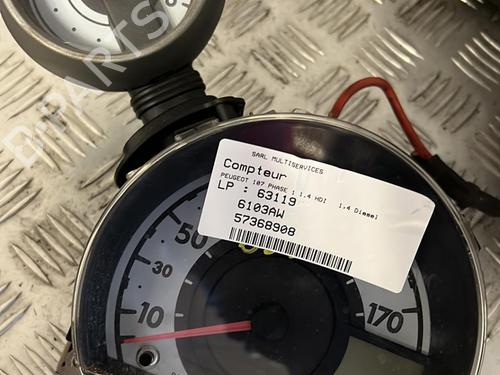 B-PARTS
SARL MULTISERVICES
Compteur
PEUGEOT 107 PHASE 1 1.4 HDI 1.4 Diesel
LP : 63119
6103AW
57368908
50
30
10
170